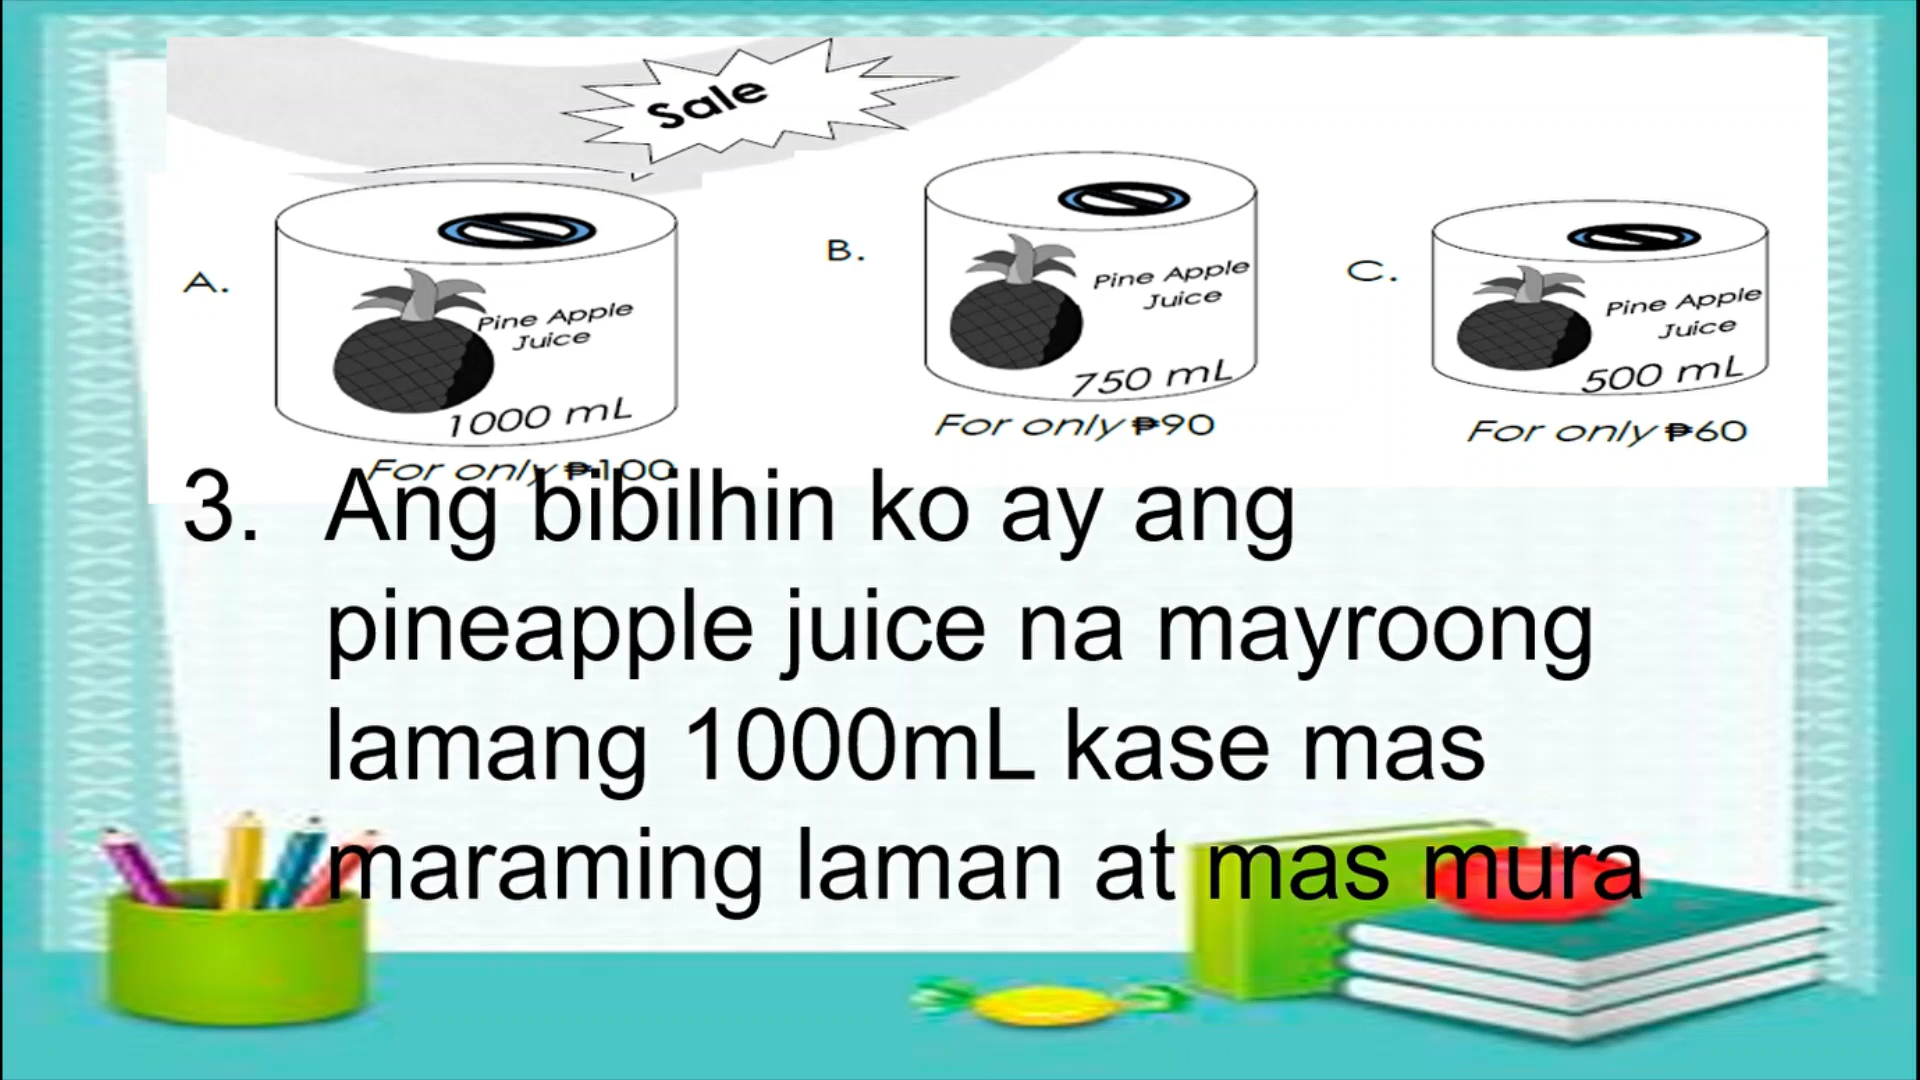 Sale
A.
Pine Apple
Juice
1000 mL
For only ₱100
B.
Pine Apple
Juice
750 mL
For only ₱90
C.
Pine Apple
Juice
500 mL
For only ₱60
3. Ang bibilhin ko ay ang
pineapple juice na mayroong
lamang 1000mL kase mas
maraming laman at mas mura